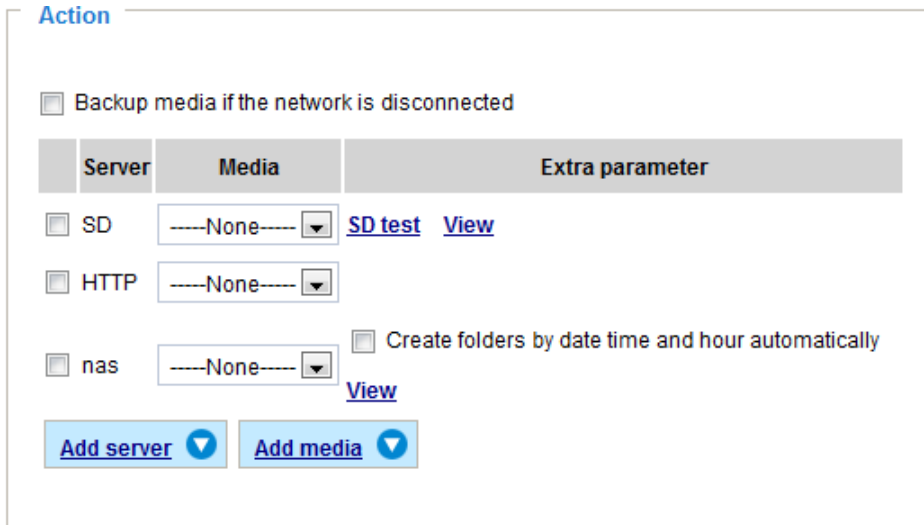 Action
Backup media if the network is disconnected
Server Media Extra parameter
SD -----None----- SD test View
HTTP -----None-----
Create folders by date time and hour automatically
nas -----None-----
View
Add server Add media